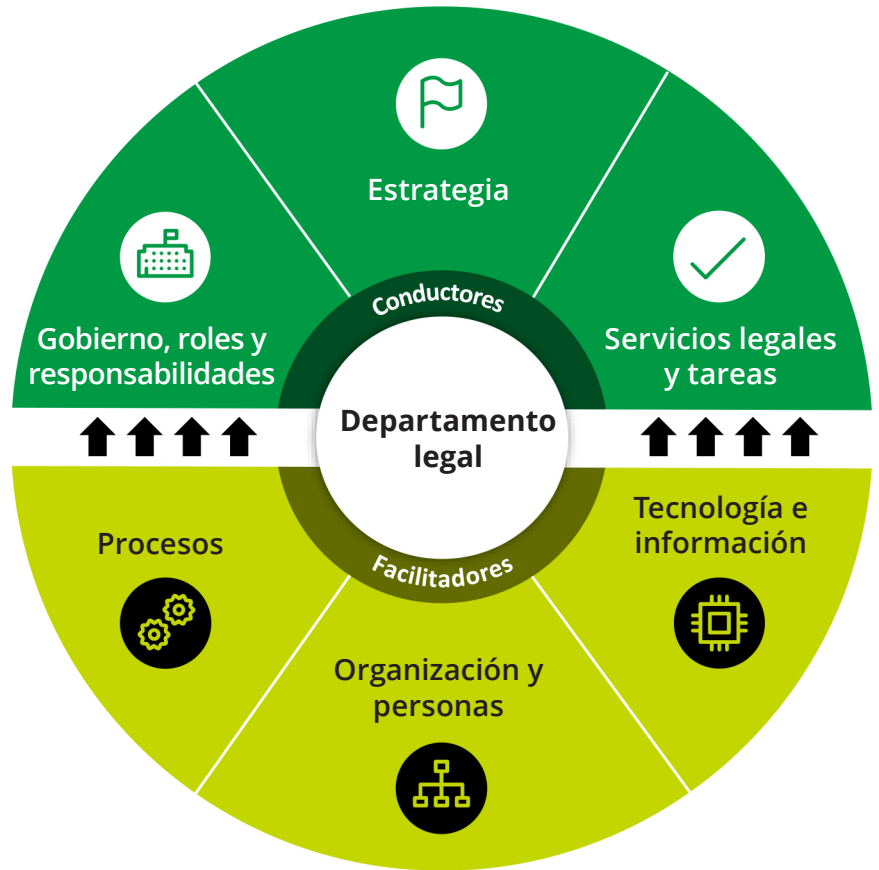 Estrategia
Gobierno, roles y
responsabilidades
Servicios legales
y tareas
Conductores
Departamento
legal
Facilitadores
Procesos
Tecnología e
información
Organización y
personas